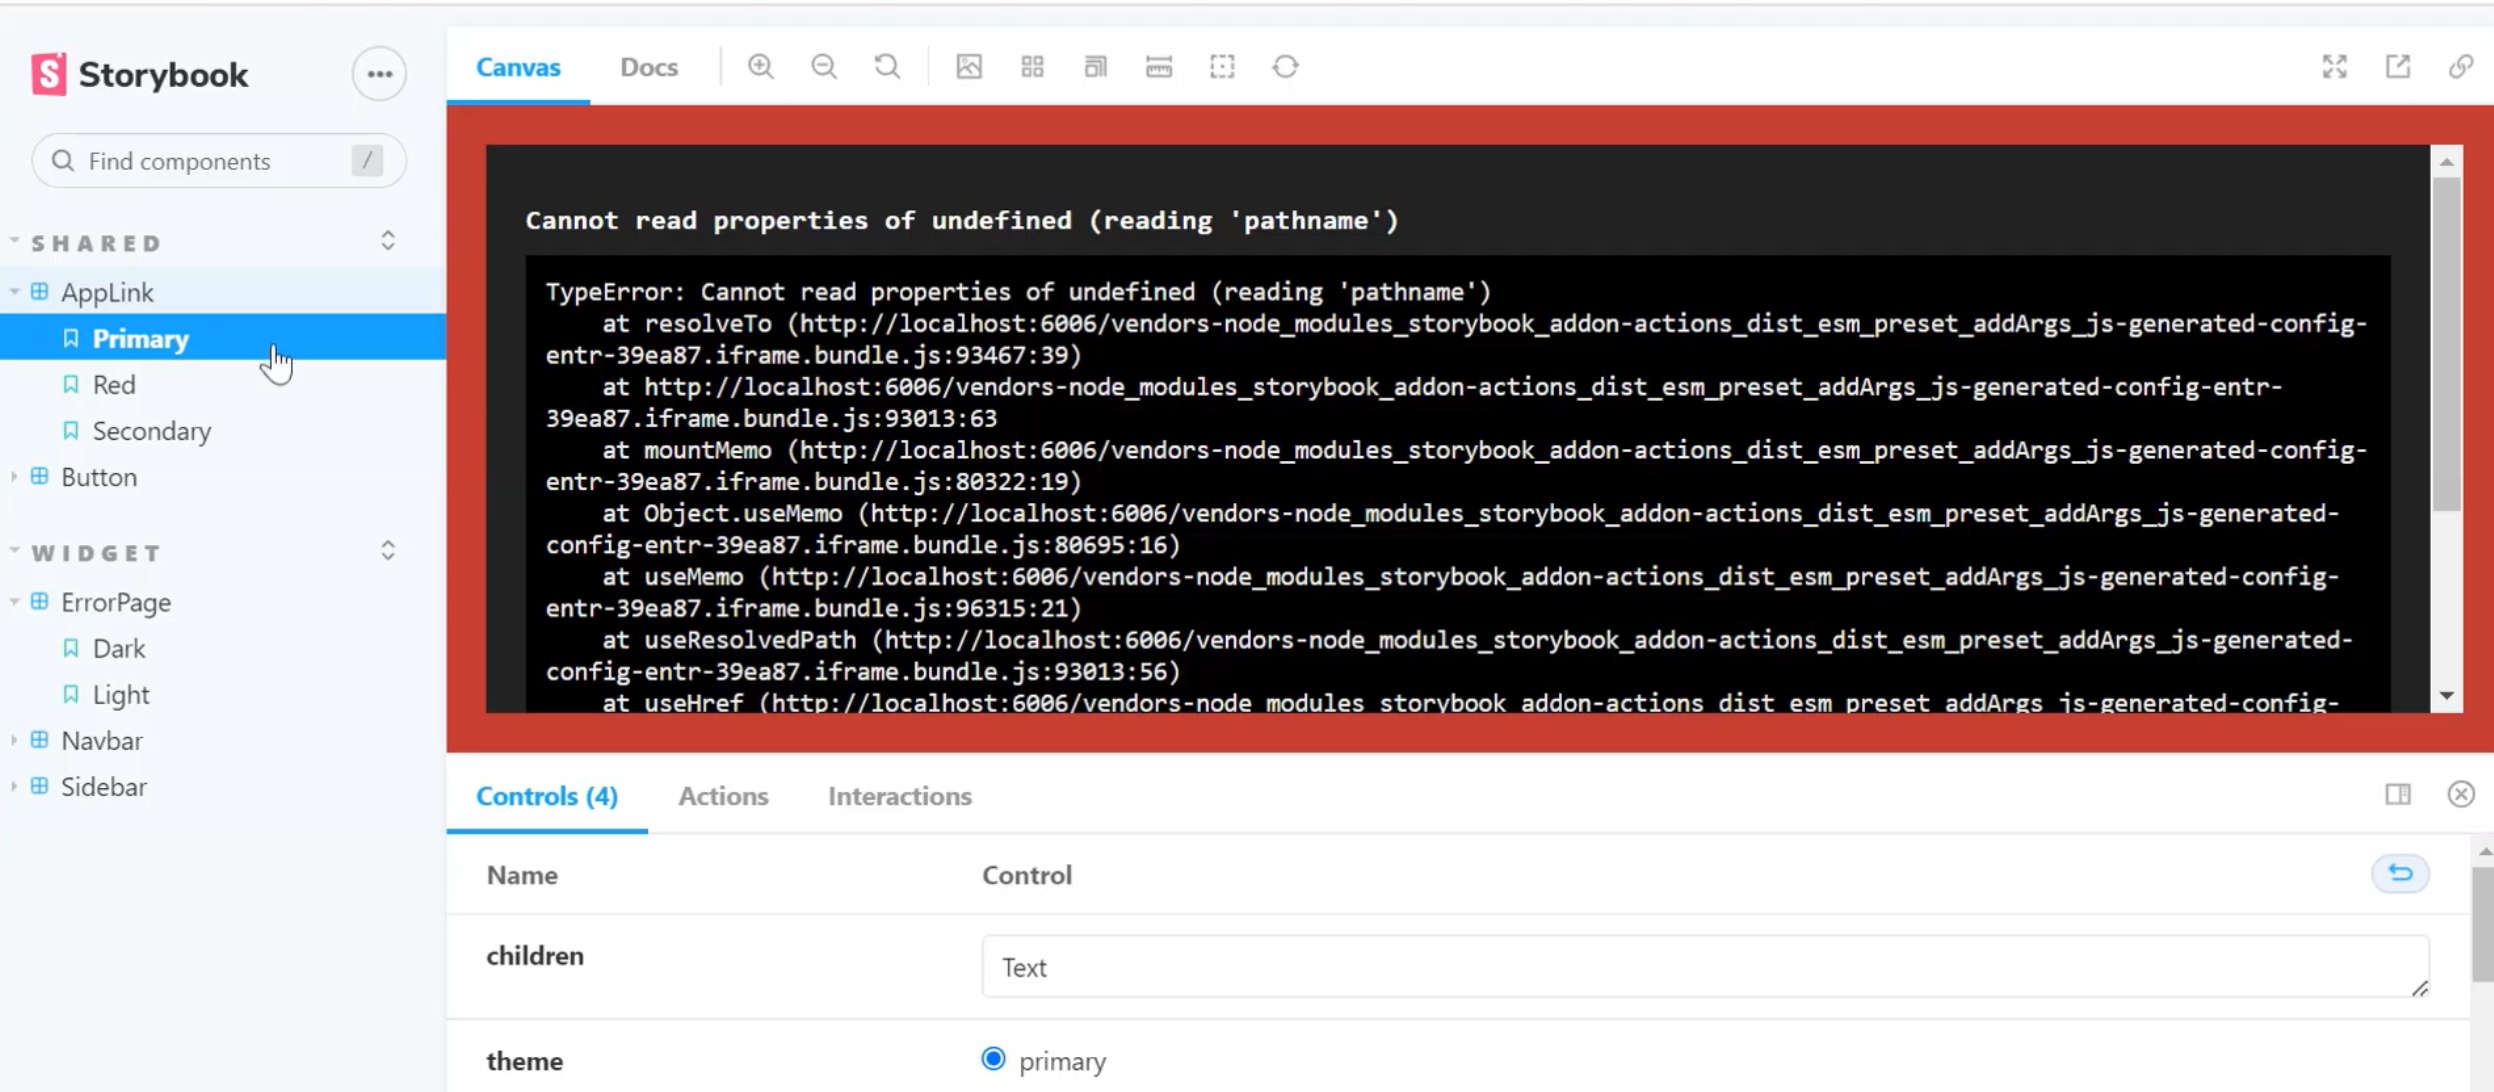 Storybook
Find components
/
SHARED
AppLink
Primary
Red
Secondary
Button
WIDGET
ErrorPage
Dark
Light
Navbar
Sidebar
Canvas
Docs
Cannot read properties of undefined (reading 'pathname')
TypeError: Cannot read properties of undefined (reading 'pathname')
at resolveTo (http://localhost:6006/vendors-node_modules_storybook_addon-actions_dist_esm_preset_addArgs_js-generated-config-
entr-39ea87.iframe.bundle.js:93467:39)
at http://localhost:6006/vendors-node_modules_storybook_addon-actions_dist_esm_preset_addArgs_js-generated-config-entr-
39ea87.iframe.bundle.js:93013:63
at mountMemo (http://localhost:6006/vendors-node_modules_storybook_addon-actions_dist_esm_preset_addArgs_js-generated-config-
entr-39ea87.iframe.bundle.js:80322:19)
at Object.useMemo (http://localhost:6006/vendors-node_modules_storybook_addon-actions_dist_esm_preset_addArgs_js-generated-
config-entr-39ea87.iframe.bundle.js:80695:16)
at useMemo (http://localhost:6006/vendors-node_modules_storybook_addon-actions_dist_esm_preset_addArgs_js-generated-config-
entr-39ea87.iframe.bundle.js:96315:21)
at useResolvedPath (http://localhost:6006/vendors-node_modules_storybook_addon-actions_dist_esm_preset_addArgs_js-generated-
config-entr-39ea87.iframe.bundle.js:93013:56)
at useHref (http://localhost:6006/vendors-node_modules_storybook_addon-actions_dist_esm_preset_addArgs_js-generated-config-
Controls (4)
Actions
Interactions
Name
Control
children
Text
theme
primary